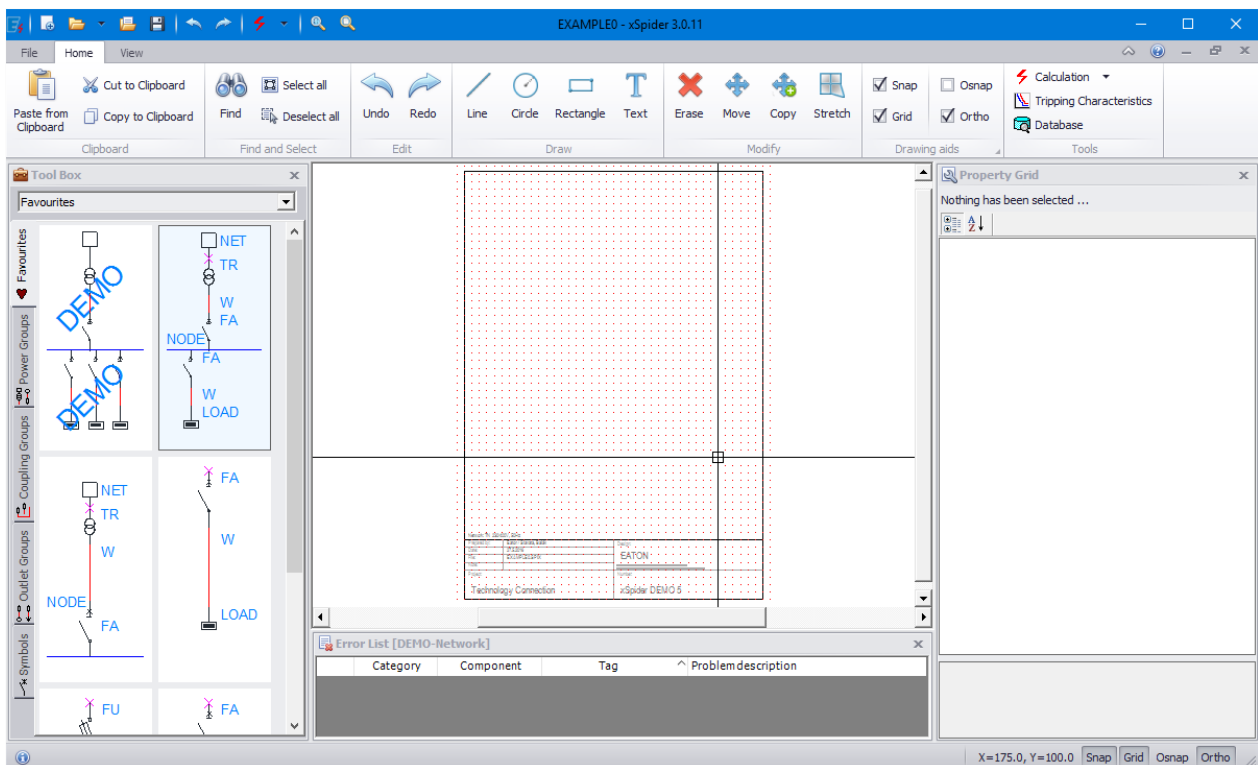 EXAMPLE0 - xSpider 3.0.11
File Home View
Paste from Clipboard
Cut to Clipboard
Copy to Clipboard
Clipboard
Find
Select all
Deselect all
Find and Select
Undo Redo
Edit
Line Circle Rectangle Text
Draw
Erase Move Copy Stretch
Modify
Snap Osnap
Grid Ortho
Drawing aids
Calculation
Tripping Characteristics
Database
Tools
Tool Box
Favourites
Favourites
Power Groups
Coupling Groups
Outlet Groups
Symbols
DEMO
DEMO
NET
TR
W
FA
NODE
FA
W
LOAD
NET
TR
W
NODE
FA
FA
W
LOAD
FU
FA
EATON
Technology Connection
xSpider DEMO 5
Error List [DEMO-Network]
Category Component Tag Problem description
Property Grid
Nothing has been selected ...
X=175.0, Y=100.0 Snap Grid Osnap Ortho